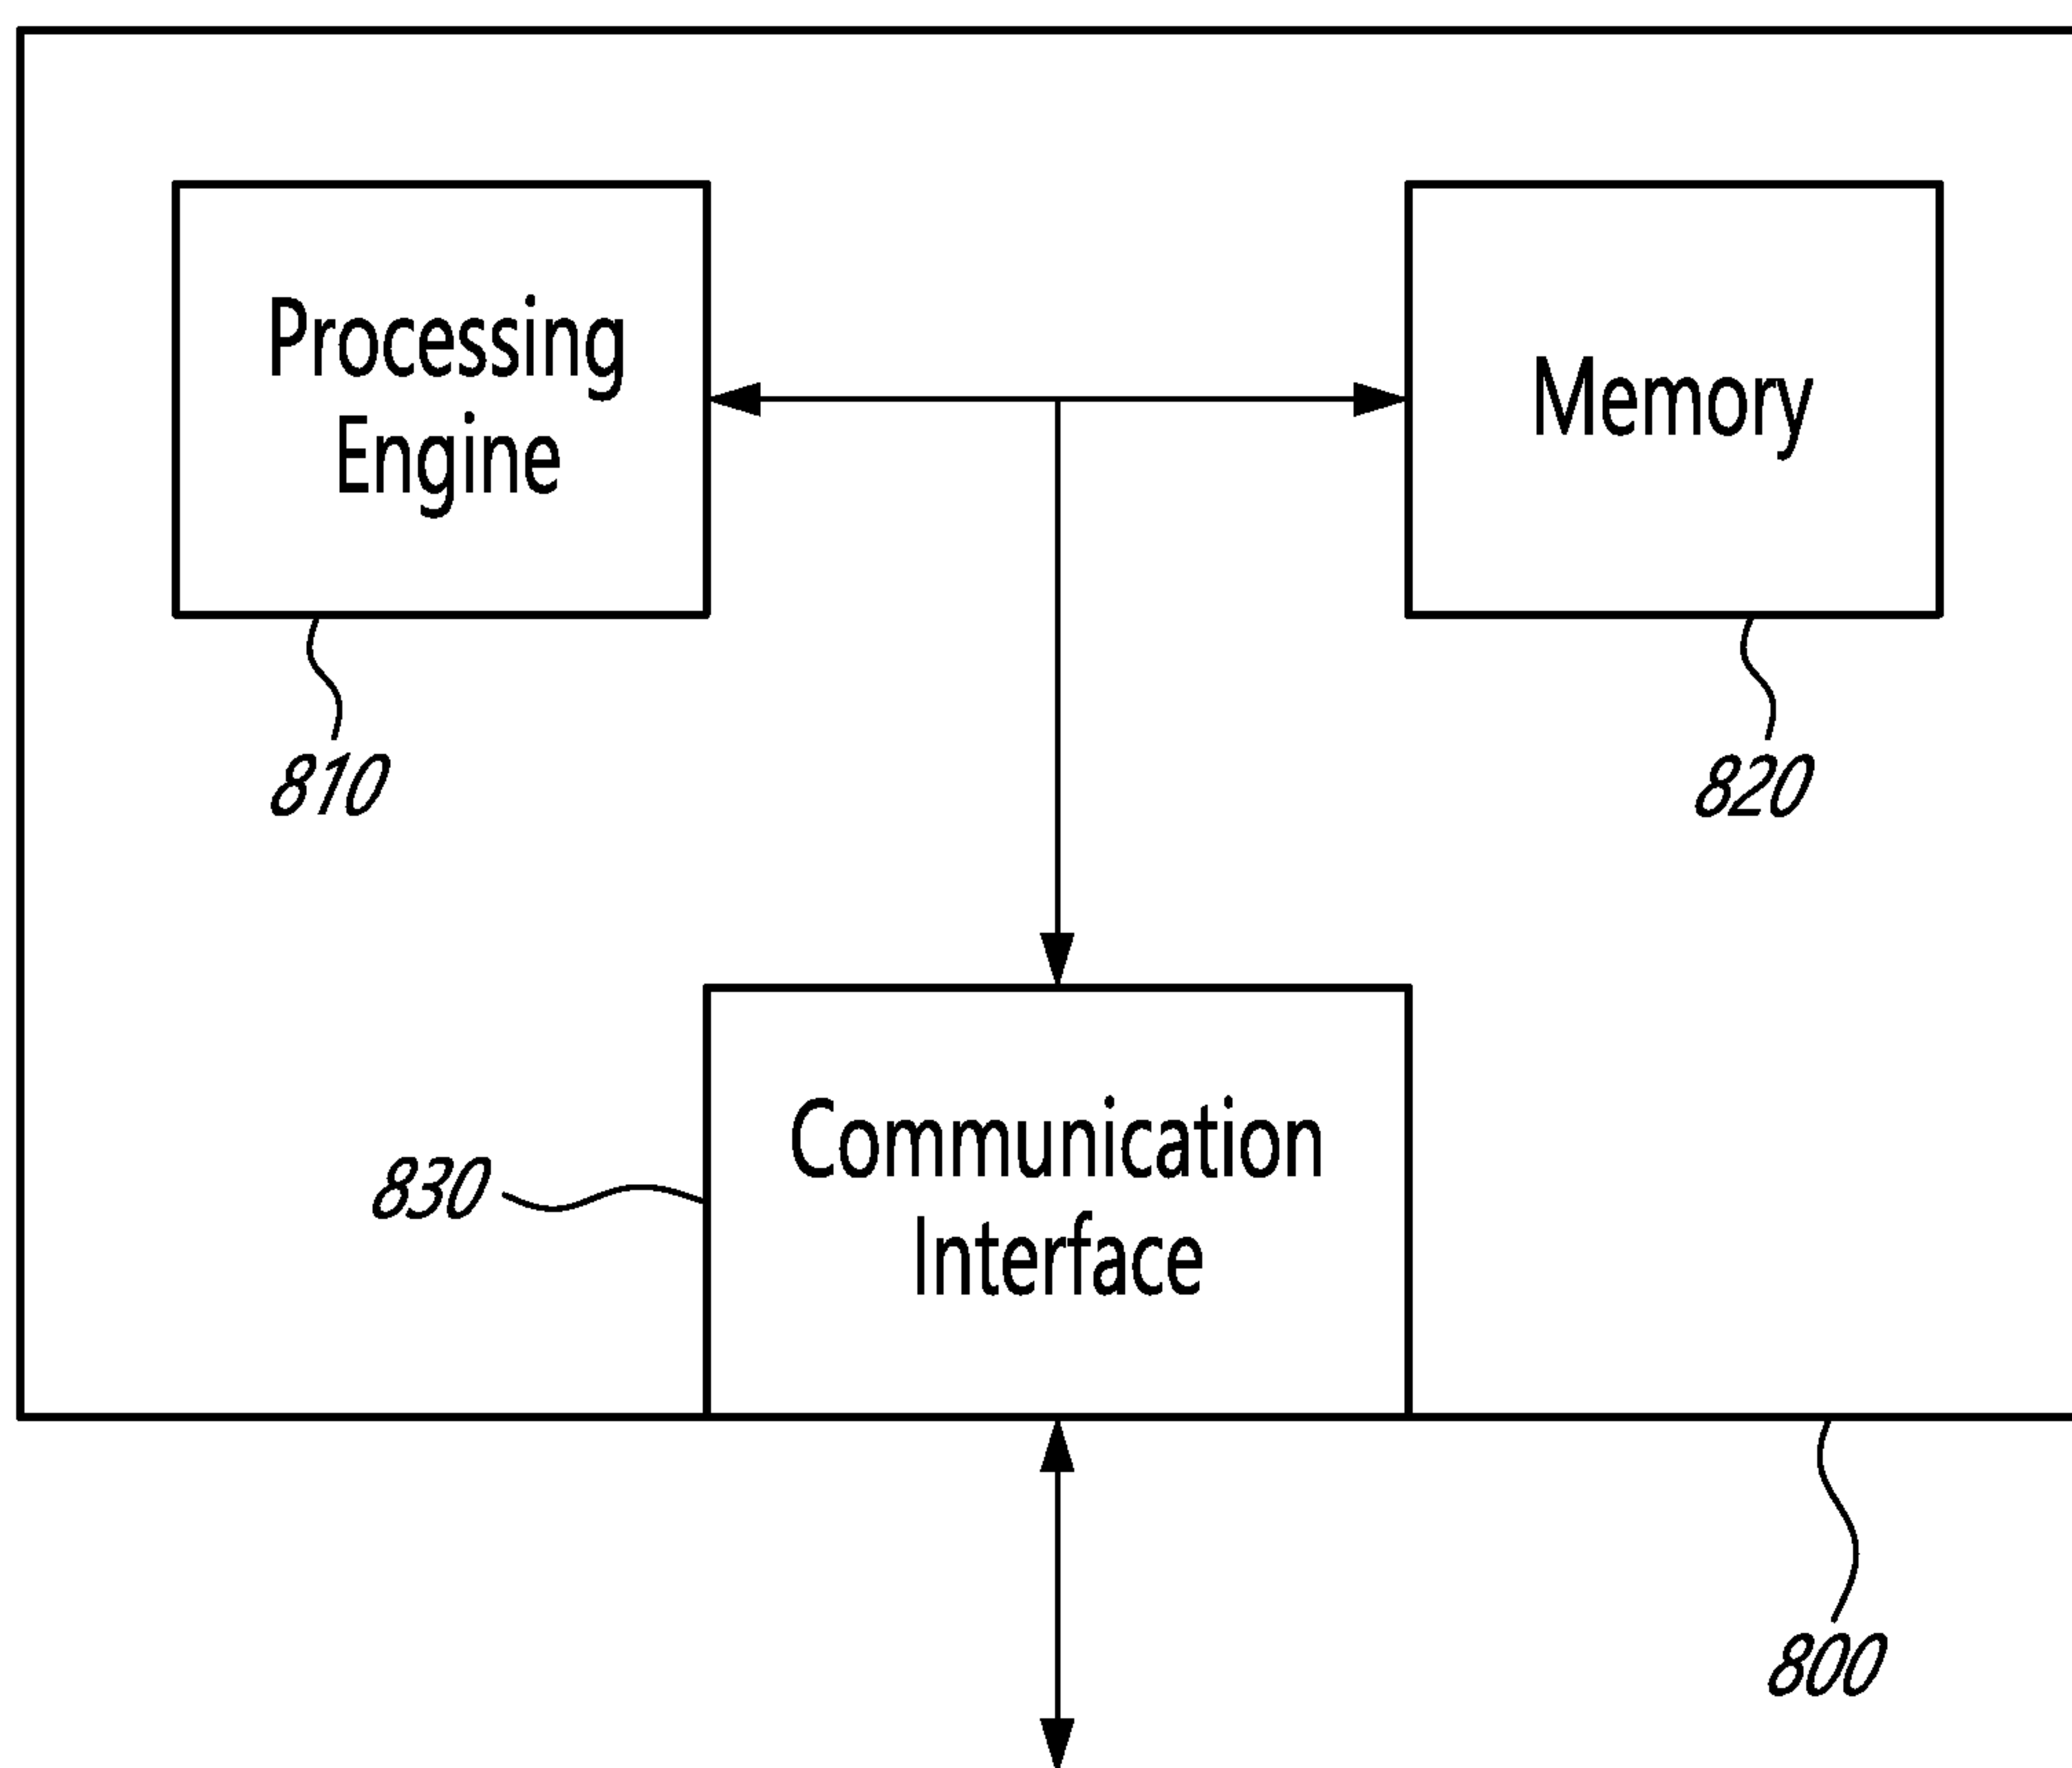 Processing
Engine
Memory
810
820
Communication
Interface
830
800